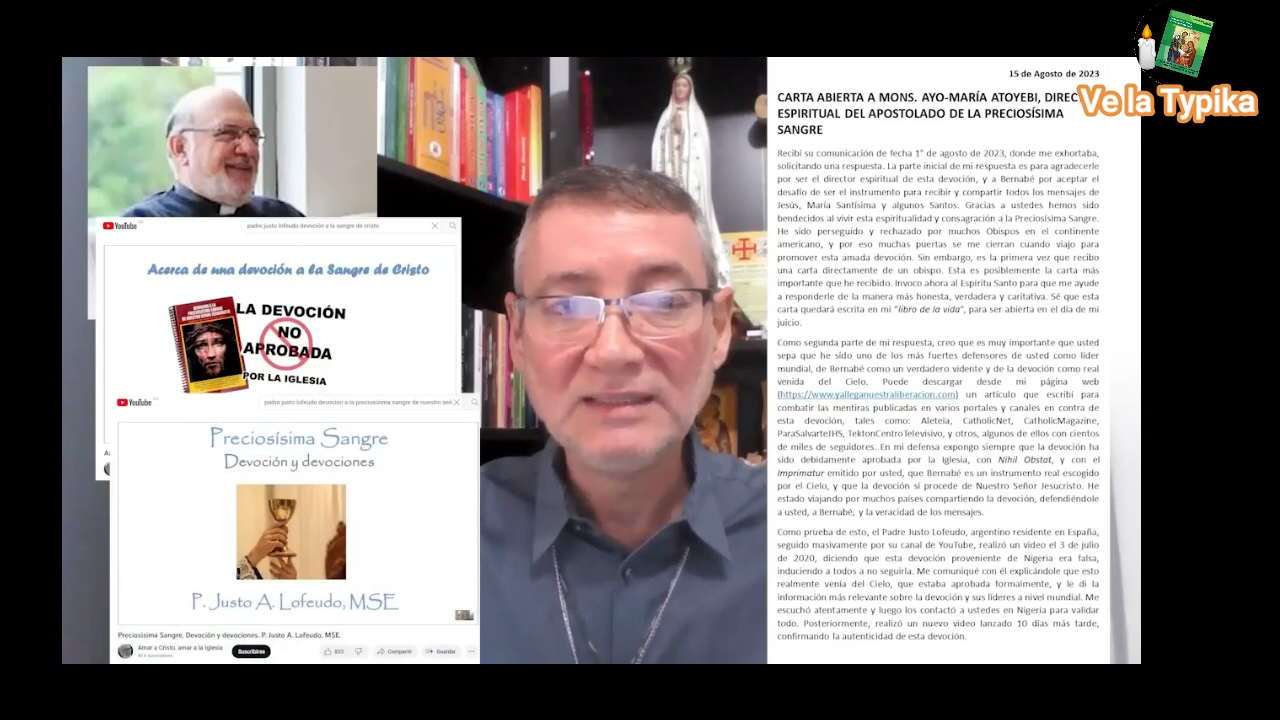 Ve la Typika
YouTube
padre justo lofeudo devoción a la sangre de cristo
Acerca de una devoción a la Sangre de Cristo
LA DEVOCIÓN
NO
APROBADA
POR LA IGLESIA
YouTube
padre justo lofeudo devoción a la preciosisima sangre de nuestro señ
Preciosísima Sangre
Devoción y devociones
P. Justo A. Lofeudo, MSE
Preciosísima Sangre. Devoción y devociones. P. Justo A. Lofeudo, MSE.
Amar a Cristo, amar a la Iglesia
Suscribirse
Compartir
Guardar
15 de Agosto de 2023
CARTA ABIERTA A MONS. AYO-MARÍA ATOYEBI, DIREC
ESPIRITUAL DEL APOSTOLADO DE LA PRECIOSÍSIMA
SANGRE
Recibí su comunicación de fecha 1° de agosto de 2023, donde me exhortaba,
solicitando una respuesta. La parte inicial de mi respuesta es para agradecerle
por ser el director espiritual de esta devoción, y a Bernabé por aceptar el
desafío de ser el instrumento para recibir y compartir todos los mensajes de
Jesús, María Santísima y algunos Santos. Gracias a ustedes hemos sido
bendecidos al vivir esta espiritualidad y consagración a la Preciosísima Sangre.
He sido perseguido y rechazado por muchos Obispos en el continente
americano, y por eso muchas puertas se me cierran cuando viajo para
promover esta amada devoción. Sin embargo, es la primera vez que recibo
una carta directamente de un obispo. Esta es posiblemente la carta más
importante que he recibido. Invoco ahora al Espíritu Santo para que me ayude
a responderle de la manera más honesta, verdadera y caritativa. Sé que esta
carta quedará escrita en mi "libro de la vida", para ser abierta en el día de mi
juicio.
Como segunda parte de mi respuesta, creo que es muy importante que usted
sepa que he sido uno de los más fuertes defensores de usted como líder
mundial, de Bernabé como un verdadero vidente y de la devoción como real
venida del Cielo. Puede descargar desde mi página web
(https://www.yalleganuestraliberacion.com) un artículo que escribí para
combatir las mentiras publicadas en varios portales y canales en contra de
esta devoción, tales como: Aleteia, CatholicNet, CatholicMagazine,
ParaSalvarteJHS, TektonCentroTelevisivo, y otros, algunos de ellos con cientos
de miles de seguidores. En mi defensa expongo siempre que la devoción ha
sido debidamente aprobada por la Iglesia, con Nihil Obstat, y con el
Imprimatur emitido por usted, que Bernabé es un instrumento real escogido
por el Cielo, y que la devoción sí procede de Nuestro Señor Jesucristo. He
estado viajando por muchos países compartiendo la devoción, defendiéndole
a usted, a Bernabé, y la veracidad de los mensajes.
Como prueba de esto, el Padre Justo Lofeudo, argentino residente en España,
seguido masivamente por su canal de YouTube, realizó un video el 3 de julio
de 2020, diciendo que esta devoción proveniente de Nigeria era falsa,
induciendo a todos a no seguirla. Me comuniqué con él explicándole que esto
realmente venía del Cielo, que estaba aprobada formalmente, y le di la
información más relevante sobre la devoción y sus líderes a nivel mundial. Me
escuchó atentamente y luego los contactó a ustedes en Nigeria para validar
todo. Posteriormente, realizó un nuevo video lanzado 10 días más tarde,
confirmando la autenticidad de esta devoción.